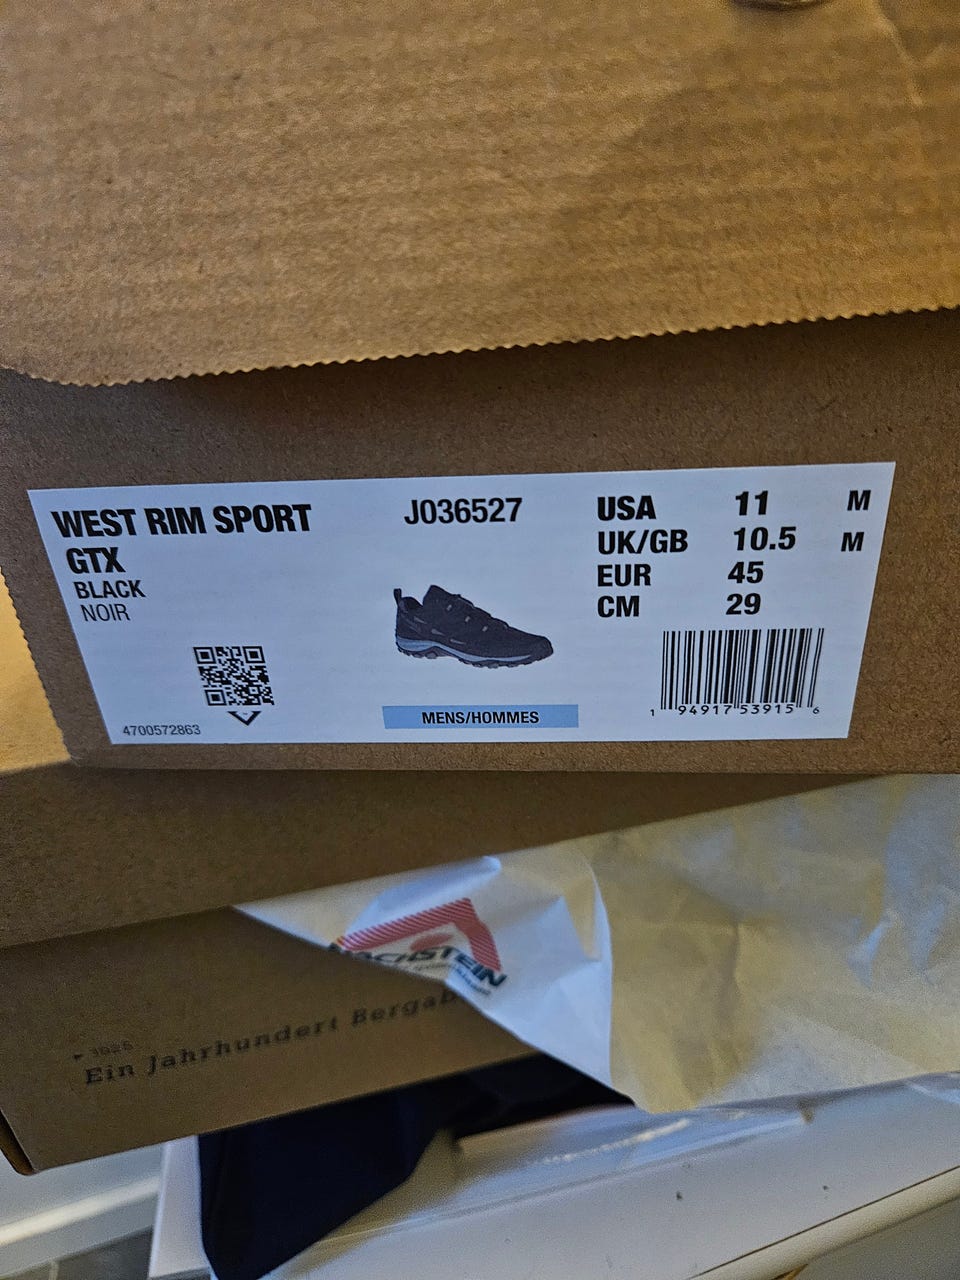 WEST RIM SPORT
GTX
BLACK
NOIR
4700572863
J036527
MENS/HOMMES
USA 11 M
UK/GB 10.5 M
EUR 45
CM 29
1 94917 53915 6
Ein Jahrhundert